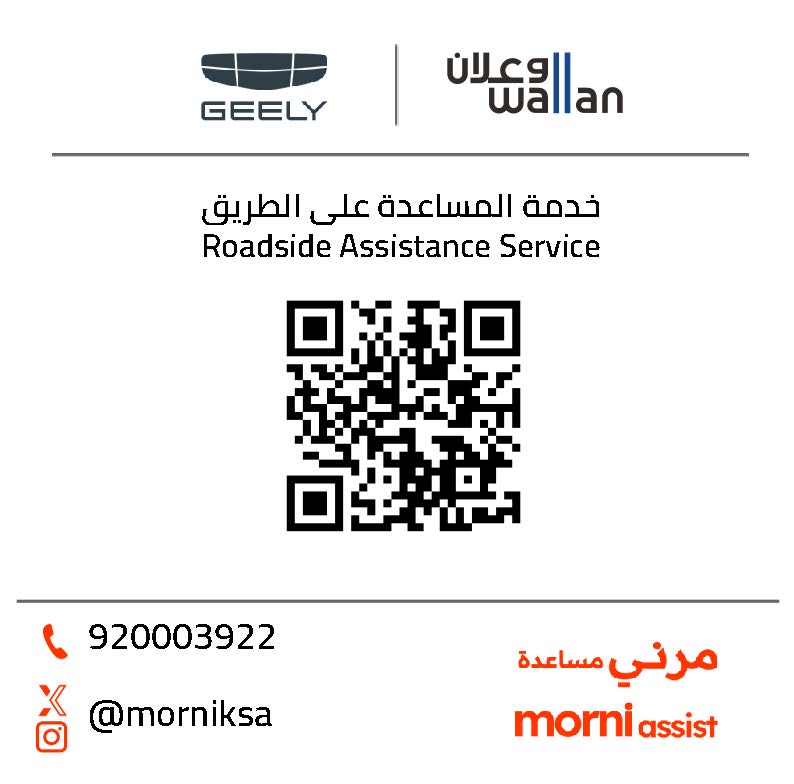 GEELY
وعلان
wallan
خدمة المساعدة على الطريق
Roadside Assistance Service
920003922
@morniksa
مرني مساعدة
morni assist